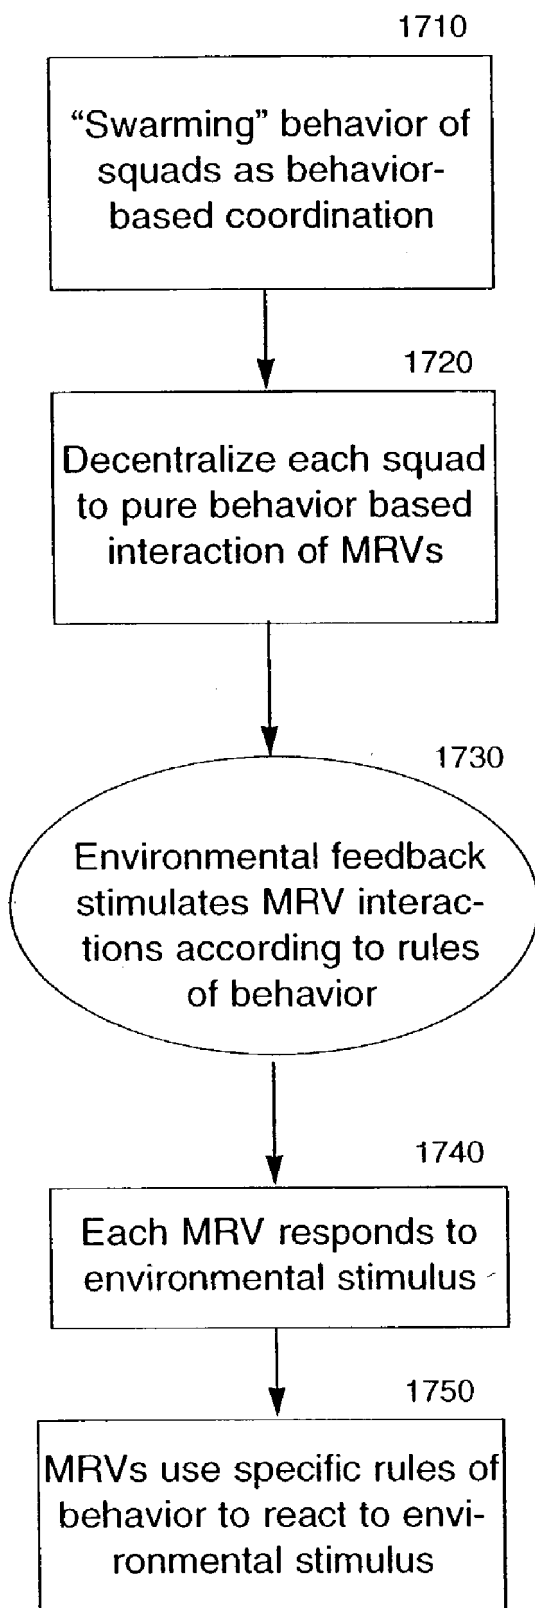 1710
“Swarming” behavior of
squads as behavior-
based coordination
1720
Decentralize each squad
to pure behavior based
interaction of MRVs
1730
Environmental feedback
stimulates MRV interac-
tions according to rules
of behavior
1740
Each MRV responds to
environmental stimulus
1750
MRVs use specific rules of
behavior to react to envi-
ronmental stimulus